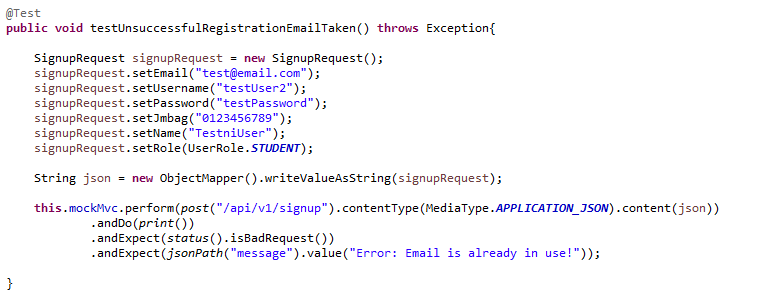 @Test
public void testUnsuccessfulRegistrationEmailTaken() throws Exception{
SignupRequest signupRequest = new SignupRequest();
signupRequest.setEmail("test@email.com");
signupRequest.setUsername("testUser2");
signupRequest.setPassword("testPassword");
signupRequest.setJmbag("0123456789");
signupRequest.setName("TestniUser");
signupRequest.setRole(UserRole.STUDENT);
String json = new ObjectMapper().writeValueAsString(signupRequest);
this.mockMvc.perform(post("/api/v1/signup").contentType(MediaType.APPLICATION_JSON).content(json))
.andDo(print())
.andExpect(status().isBadRequest())
.andExpect(jsonPath("message").value("Error: Email is already in use!"));
}